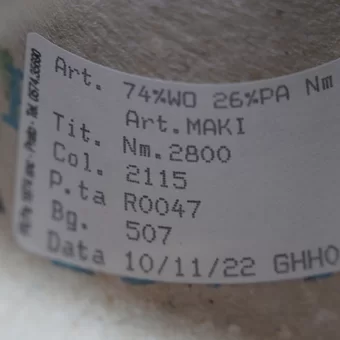 Art. 74%WO 26%PA Nm
Art.MAKI
Tit. Nm.2800
Col. 2115
P.ta R0047
Bg. 507
Data 10/11/22 GHHO